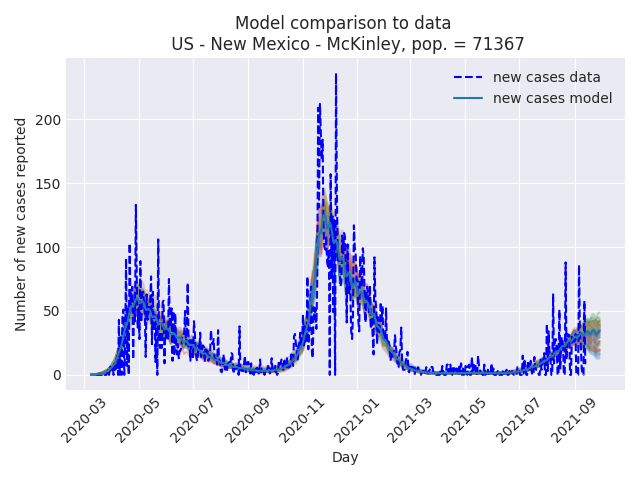 Model comparison to data
US - New Mexico - McKinley, pop. = 71367
new cases data
new cases model
Number of new cases reported
200
150
100
50
0
2020-03
2020-05
2020-07
2020-09
2020-11
2021-01
2021-03
2021-05
2021-07
2021-09
Day